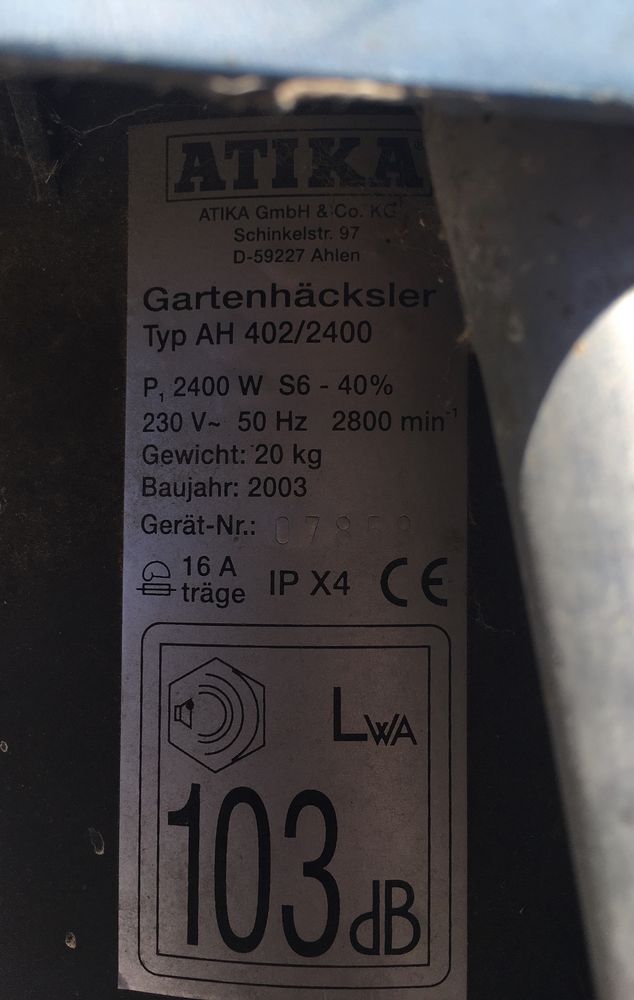 ATIKA
ATIKA GmbH & Co. KG
Schinkelstr. 97
D-59227 Ahlen
Gartenhäcksler
Typ AH 402/2400
P₁ 2400 W S6 - 40%
230 V~ 50 Hz 2800 min⁻¹
Gewicht: 20 kg
Baujahr: 2003
Gerät-Nr.:
16 A
träge IP X4 CE
LWA
103 dB